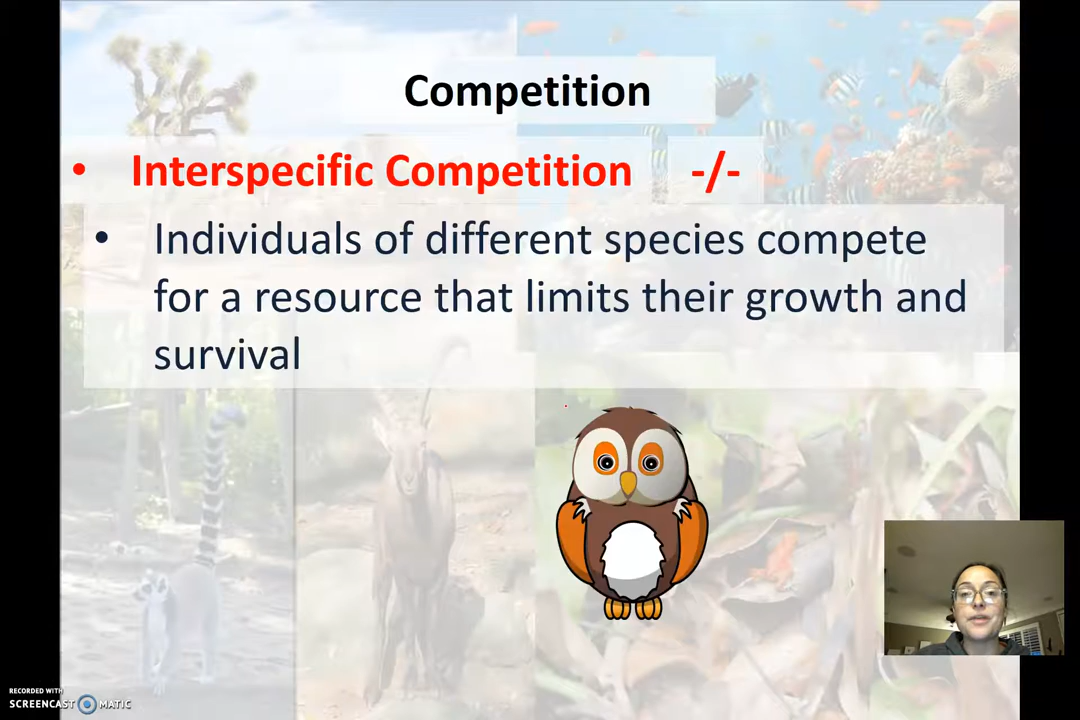 Competition
• Interspecific Competition -/-
• Individuals of different species compete
for a resource that limits their growth and
survival
RECORDED WITH
SCREENCAST MATIC